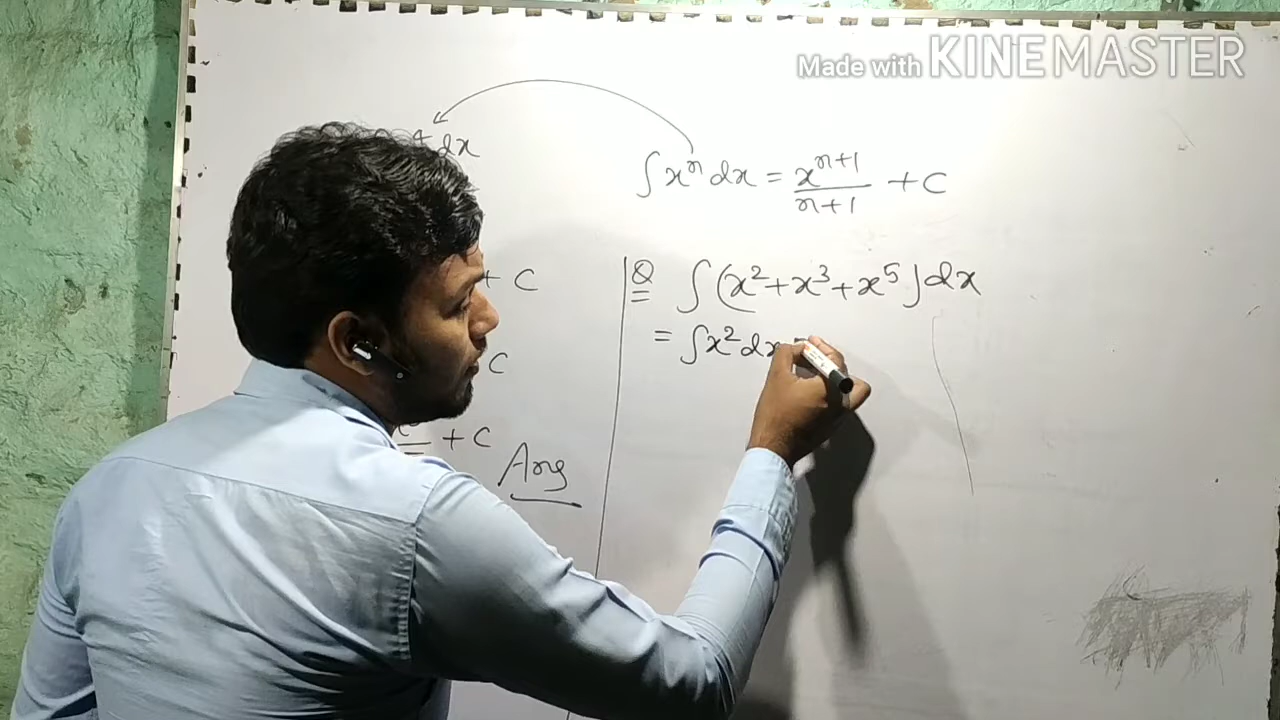 Made with KINEMASTER
dx
∫xⁿ dx = xⁿ⁺¹/n+1 + C
+ C
Q ∫(x²+x³+x⁵)dx
= ∫x² dx
C
+ C
Ans